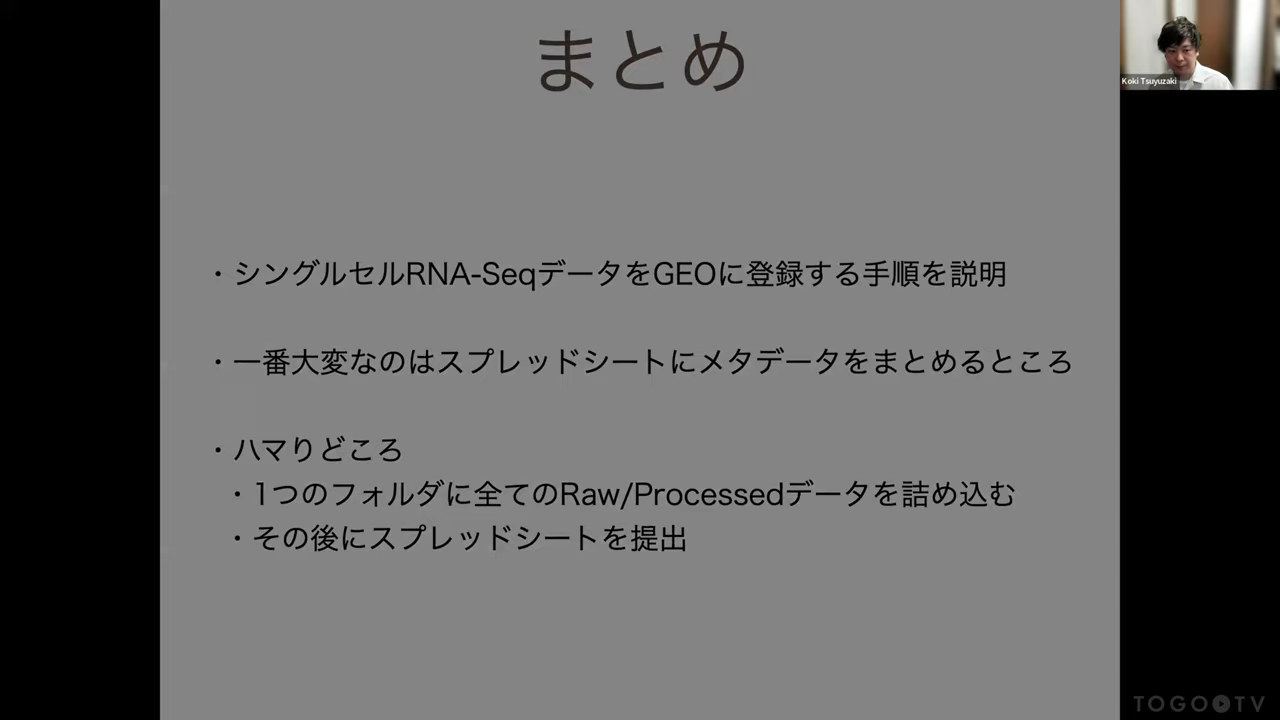 まとめ
Koki Tsuyuzaki
・シングルセルRNA-SeqデータをGEOに登録する手順を説明
・一番大変なのはスプレッドシートにメタデータをまとめるところ
・ハマりどころ
・1つのフォルダに全てのRaw/Processedデータを詰め込む
・その後にスプレッドシートを提出
TOGOTV